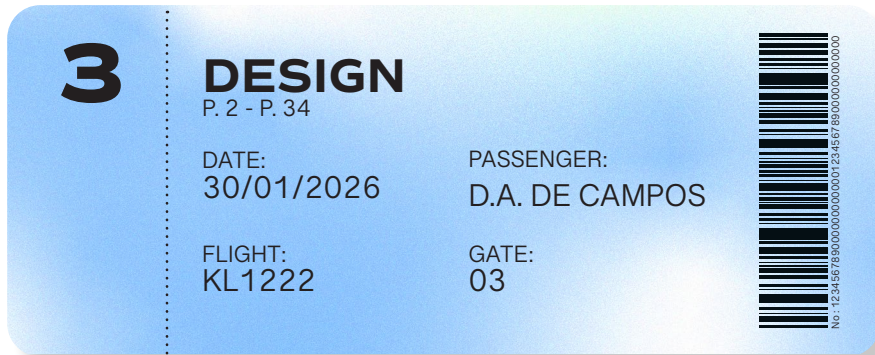 3
DESIGN
P. 2 - P. 34
DATE:
30/01/2026
PASSENGER:
D.A. DE CAMPOS
FLIGHT:
KL1222
GATE:
03